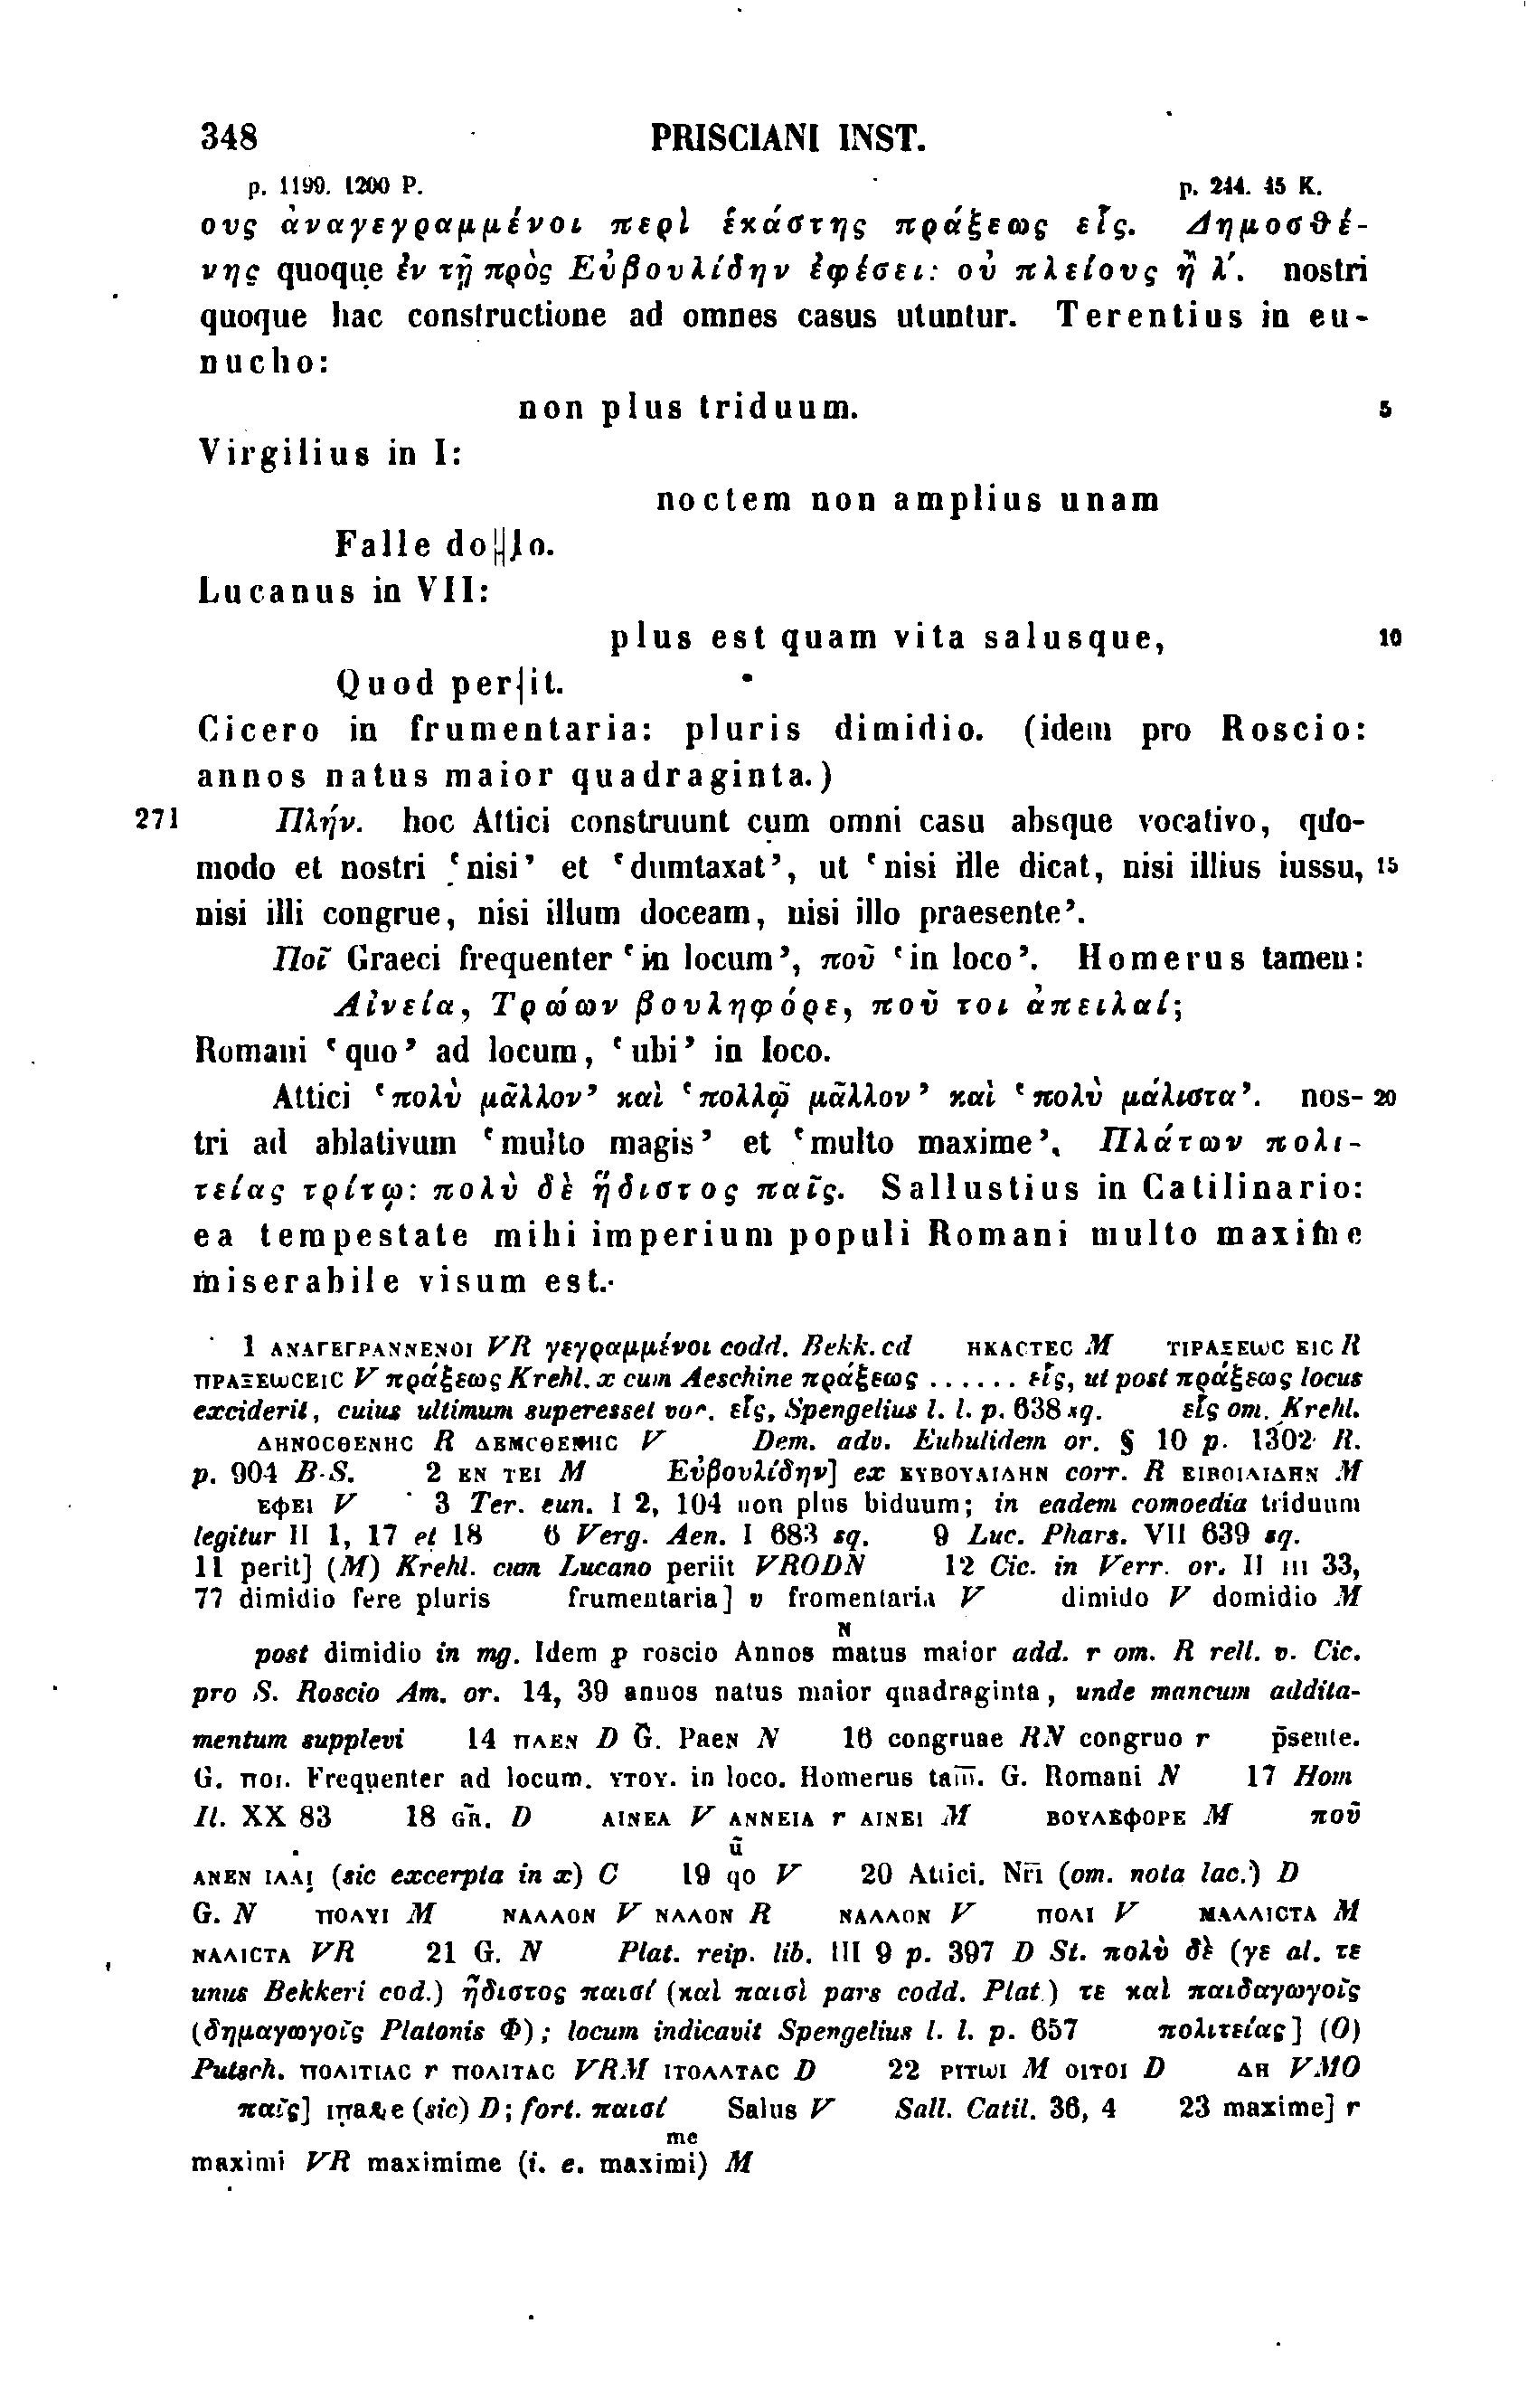 348 PRISCIANI INST.
p. 1199. 1200 P. p. 244. 45 K.
ους ἀναγεγραμμένοι περὶ ἑκάστης πράξεως εἷς. Δημοσθέ-
νης quoque ἐν τῇ πρὸς Εὐβουλίδην ἐφέσει: οὐ πλείους ἢ λ΄. nostri
quoque hac constructione ad omnes casus utuntur. Terentius in eu-
nucho:
non plus triduum. 5
Virgilius in I:
noctem non amplius unam
Falle do||lo.
Lucanus in VII:
plus est quam vita salusque, 10
Quod per|it.
Cicero in frumentaria: pluris dimidio. (idem pro Roscio:
annos natus maior quadraginta.)
271 Πλήν. hoc Attici construunt cum omni casu absque vocativo, quo-
modo et nostri ‘nisi’ et ‘dumtaxat’, ut ‘nisi ille dicat, nisi illius iussu, 15
nisi illi congrue, nisi illum doceam, nisi illo praesente’.
Ποῖ Graeci frequenter ‘in locum’, ποῦ ‘in loco’. Homerus tamen:
Αἰνεία, Τρώων βουληφόρε, ποῦ τοι ἀπειλαί;
Romani ‘quo’ ad locum, ‘ubi’ in loco.
Attici ‘πολὺ μᾶλλον’ καὶ ‘πολλῷ μᾶλλον’ καὶ ‘πολὺ μάλιστα’. nos- 20
tri ad ablativum ‘multo magis’ et ‘multo maxime’. Πλάτων πολι-
τείας τρίτῳ: πολὺ δὲ ἥδιστος παῖς. Sallustius in Catilinario:
ea tempestate mihi imperium populi Romani multo maxime
miserabile visum est.
1 ΑΝΑΓΕΓΡΑΝΝΕΝΟΙ VR γεγραμμένοι codd. Bekk. cd ΗΚΑCΤΕC M ΤΙΡΑΞΕωC ΕΙC R
ΠΡΑΞΕωCΕΙC V πράξεως Krehl. x cum Aeschine πράξεως ...... εἷς, ut post πράξεως locus
exciderit, cuius ultimum superesset voc. εἷς, Spengelius l. l. p. 638 sq. εἷς om. Krehl.
ΔΗΝΟCΘΕΝΗC R V Dem. adv. Eubulidem or. § 10 p. 1302 R.
p. 904 B-S. 2 ΕΝ ΤΕΙ M Εὐβουλίδην] ex ΕΥΒΟΥΑΙΔΗΝ corr. R ΕΙΒΟΙΛΙΔΗΝ M
ΕΦΕΙ V 3 Ter. eun. I 2, 104 non plus biduum; in eadem comoedia triduum
legitur II 1, 17 et 18 6 Verg. Aen. I 683 sq. 9 Luc. Phars. VII 639 sq.
11 perit] (M) Krehl. cum Lucano periit VRODN 12 Cic. in Verr. or. II III 33,
77 dimidio fere pluris frumentaria] v fromentaria V dimido V domidio M
N
post dimidio in mg. Idem p roscio Annos matus maior add. r om. R rell. v. Cic.
pro S. Roscio Am. or. 14, 39 annos natus maior quadraginta, unde mancum addita-
mentum supplevi 14 ΠΛΕΝ D G̃. Paen N 16 congruae RN congruo r p̄sente.
G. ΠΟΙ. Frequenter ad locum. ΥΤΟΥ. in loco. Homerus tam̄. G. Romani N 17 Hom
Il. XX 83 18 GR̄. D ΑΙΝΕΑ V ΑΝΝΕΙΑ r ΑΙΝΕΙ M ΒΟΥΛΕΦΟΡΕ M ποῦ
ū
ΑΝΕΝ ΙΛΛΙ (sic excerpta in x) C 19 qo V 20 Attici. Nr̄i (om. nota lac.) D
G. N ΠΟΛΥΙ M ΝΑΛΛΟΝ V ΝΑΛΟΝ R ΝΑΛΛΟΝ V ΠΟΛΙ V ΜΑΛΛΙCΤΑ M
ΝΑΛΙCΤΑ VR 21 G. N Plat. reip. lib. III 9 p. 397 D St. πολὺ δὲ (γε al. τε
unus Bekkeri cod.) ἥδιστος παισί (καὶ παισὶ pars codd. Plat.) τε καὶ παιδαγωγοῖς
(δημαγωγοῖς Platonis Φ); locum indicavit Spengelius l. l. p. 657 πολιτείας] (O)
Putsch. ΠΟΛΙΤΙΑC r ΠΟΛΙΤΑC VRM ΙΤΟΛΛΤΑC D 22 ΡΙΤωΙ M ΟΙΤΟΙ D ΔΗ VMO
παῖς] (sic) D; fort. παισί Salus V Sall. Catil. 36, 4 23 maxime] r
me
maximi VR maximime (i. e. maximi) M